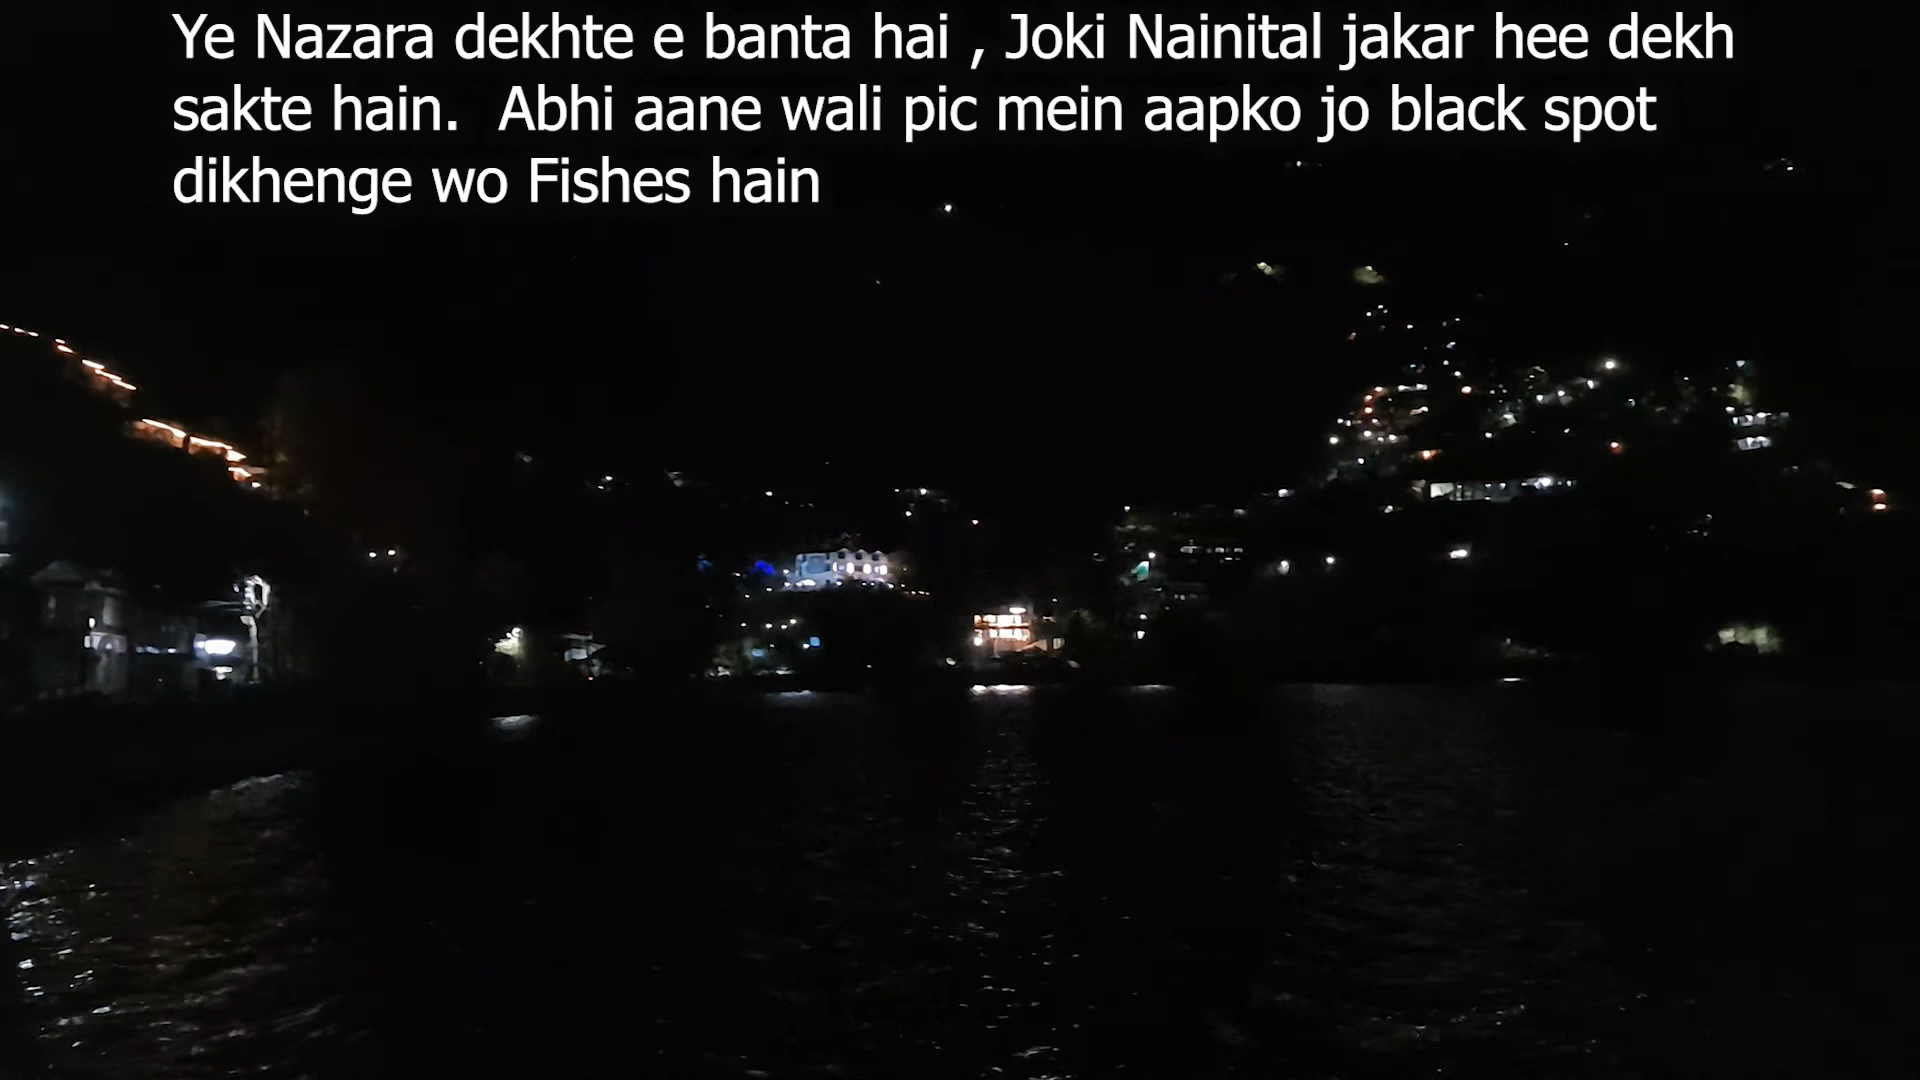 Ye Nazara dekhte e banta hai , Joki Nainital jakar hee dekh
sakte hain.  Abhi aane wali pic mein aapko jo black spot
dikhenge wo Fishes hain